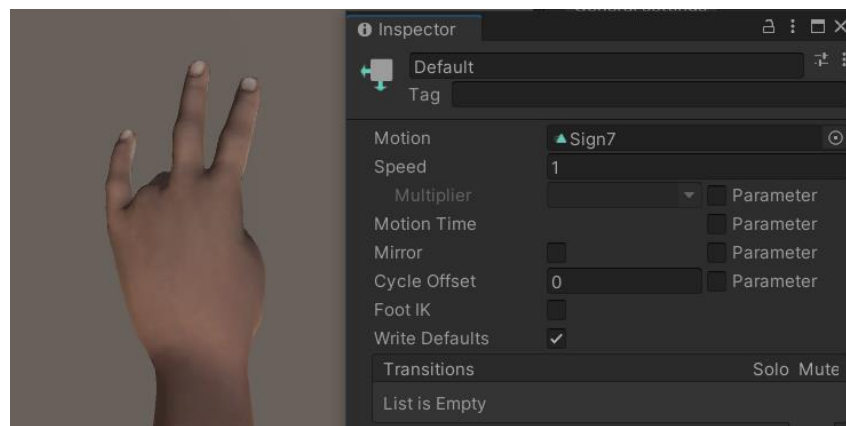 Inspector
Default
Tag
Motion Sign7
Speed 1
Multiplier Parameter
Motion Time Parameter
Mirror Parameter
Cycle Offset 0 Parameter
Foot IK
Write Defaults
Transitions Solo Mute
List is Empty